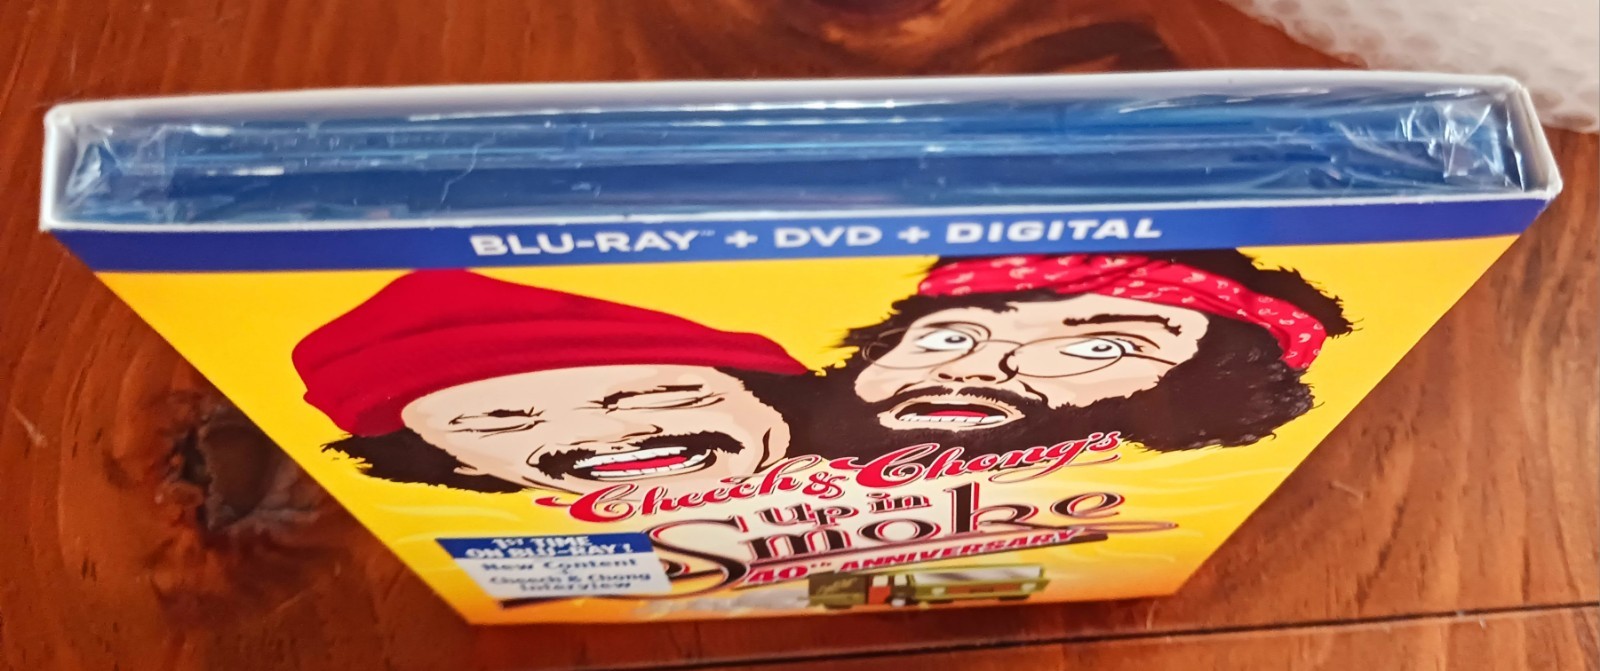 BLU-RAY™ + DVD + DIGITAL
Cheech & Chong's
up in
Smoke
40th ANNIVERSARY
1ST TIME
ON BLU-RAY!
New Content
+
Cheech & Chong
Interview